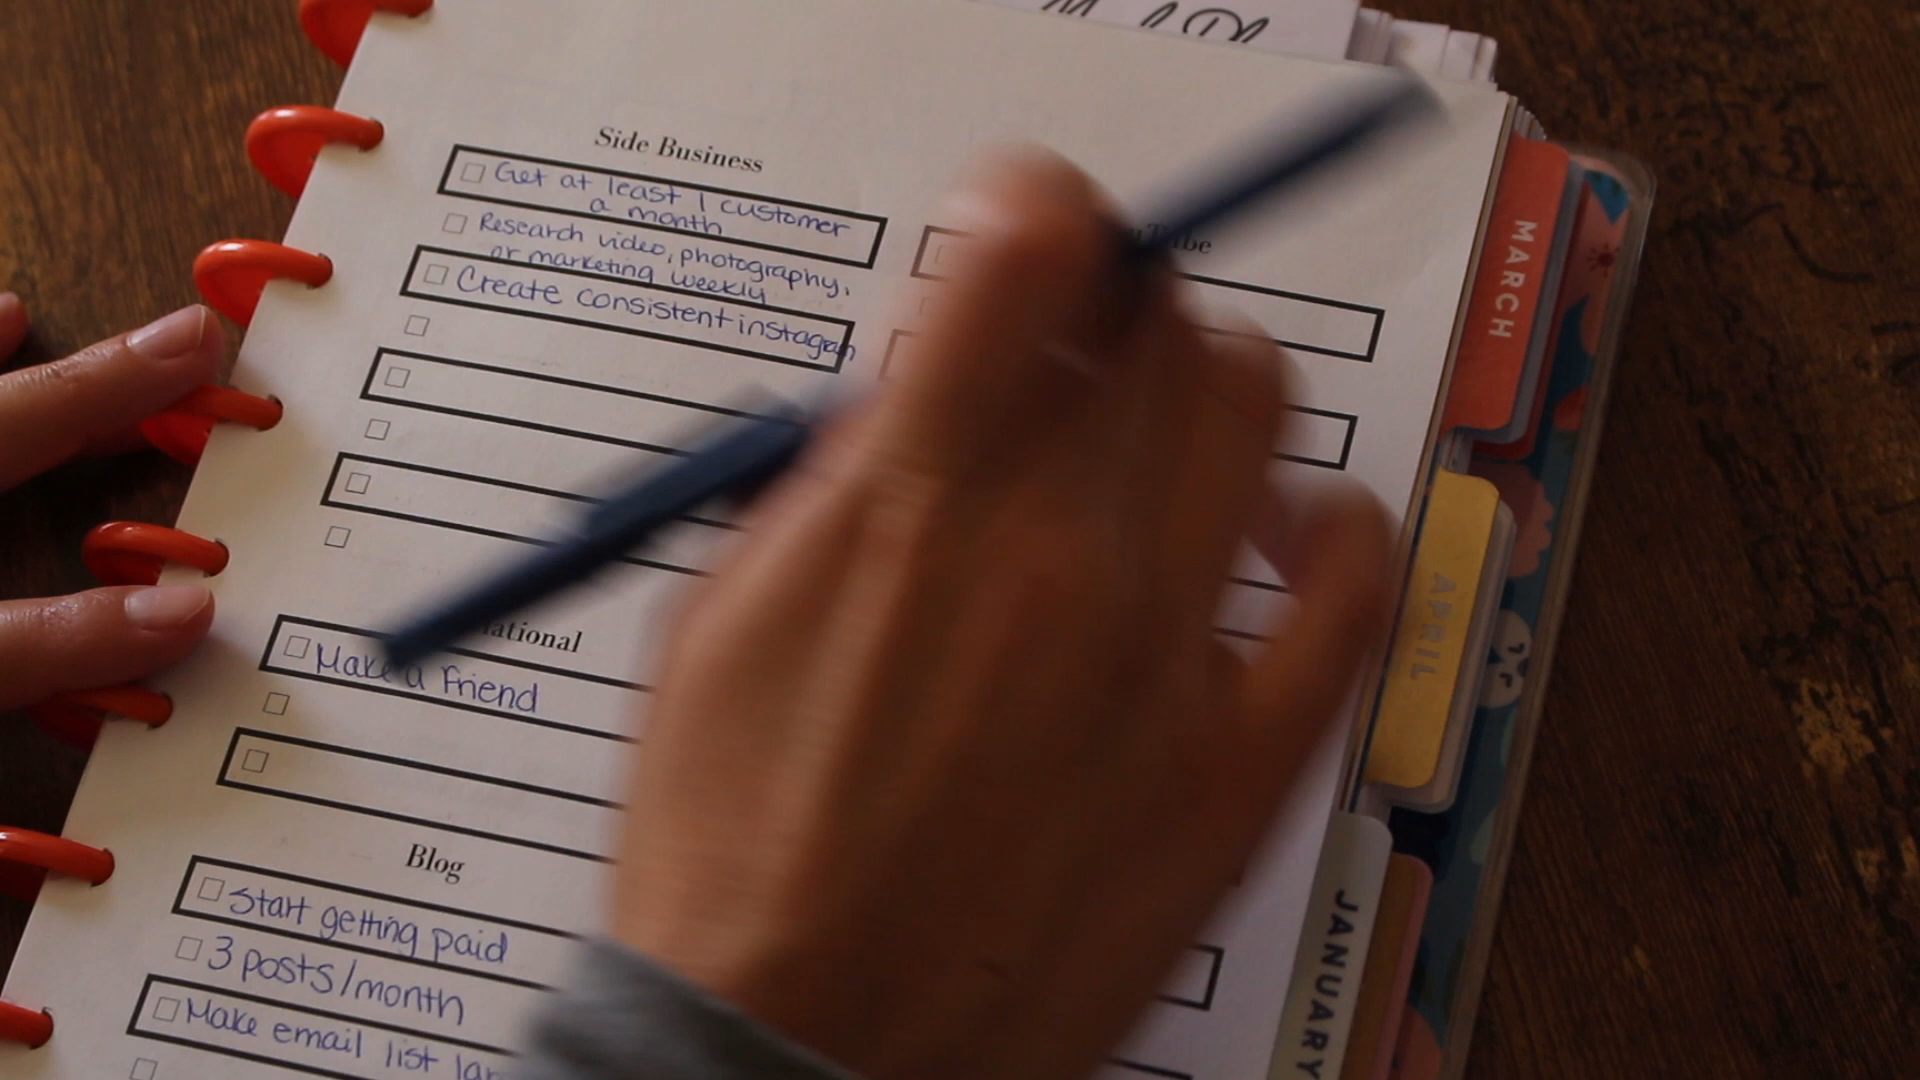 Side Business
Get at least 1 customer
a month
Research video, photography,
or marketing weekly
Create consistent instagram
Make a friend
Blog
Start getting paid
3 posts/month
Make email list
MARCH
APRIL
JANUARY